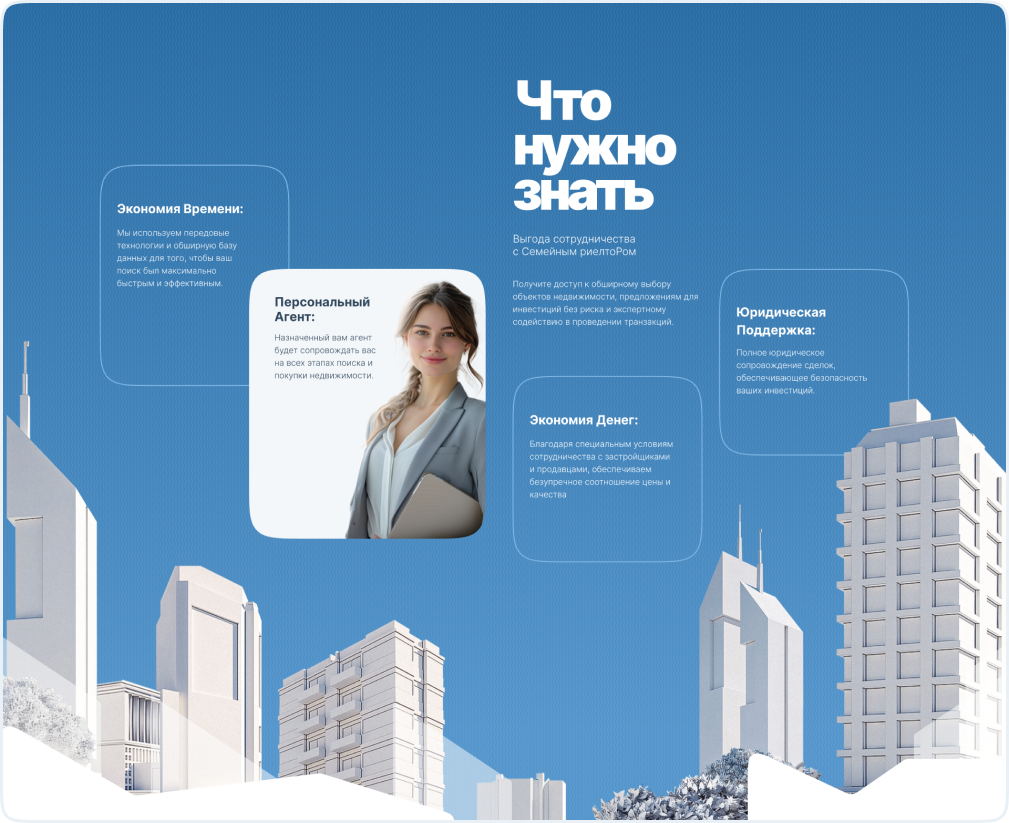 Что
нужно
знать
Выгода сотрудничества
с Семейным риелтоРом
Получите доступ к обширному выбору
объектов недвижимости, предложениям для
инвестиций без риска и экспертному
содействию в проведении транзакций.
Экономия Времени:
Мы используем передовые
технологии и обширную базу
данных для того, чтобы ваш
поиск был максимально
быстрым и эффективным.
Персональный
Агент:
Назначенный вам агент
будет сопровождать вас
на всех этапах поиска и
покупки недвижимости.
Экономия Денег:
Благодаря специальным условиям
сотрудничества с застройщиками
и продавцами, обеспечиваем
безупречное соотношение цены и
качества
Юридическая
Поддержка:
Полное юридическое
сопровождение сделок,
обеспечивающее безопасность
ваших инвестиций.